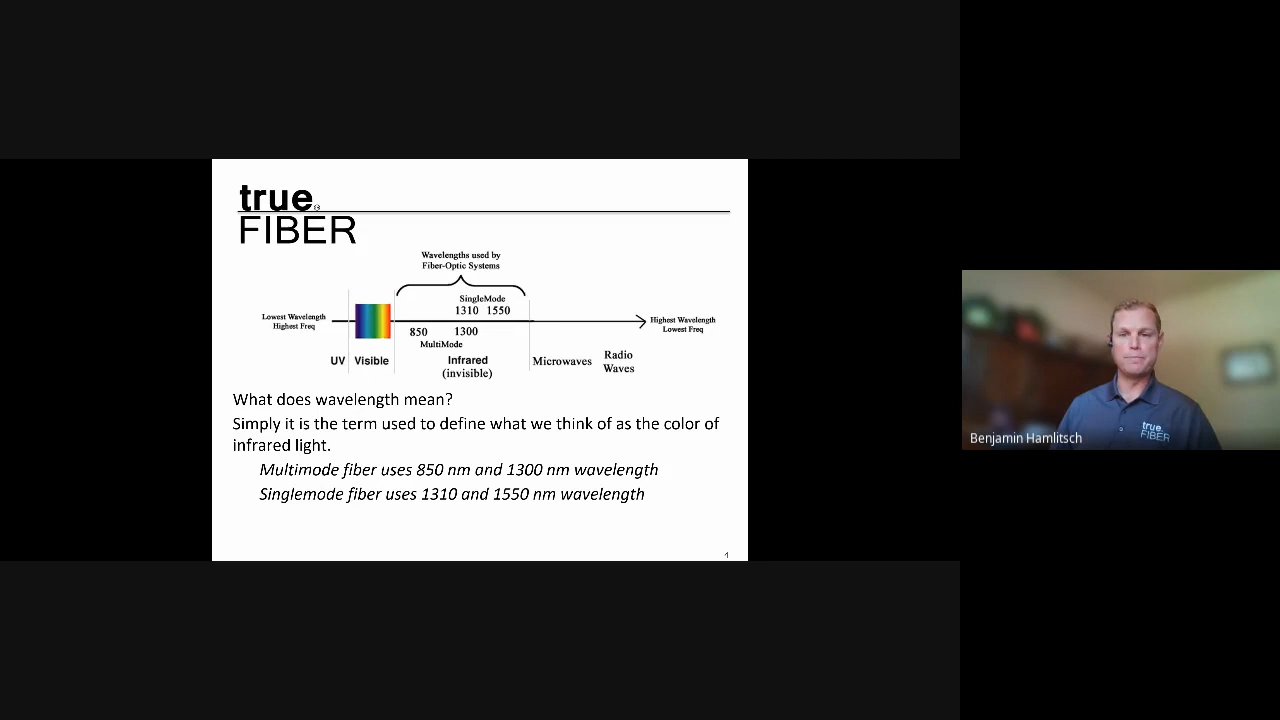 true®
FIBER
Wavelengths used by
Fiber-Optic Systems
SingleMode
1310 1550
Lowest Wavelength
Highest Freq
Highest Wavelength
Lowest Freq
850 1300
MultiMode
UV Visible Infrared
(invisible)
Microwaves
Radio
Waves
What does wavelength mean?
Simply it is the term used to define what we think of as the color of
infrared light.
Multimode fiber uses 850 nm and 1300 nm wavelength
Singlemode fiber uses 1310 and 1550 nm wavelength
4
true
FIBER
Benjamin Hamlitsch